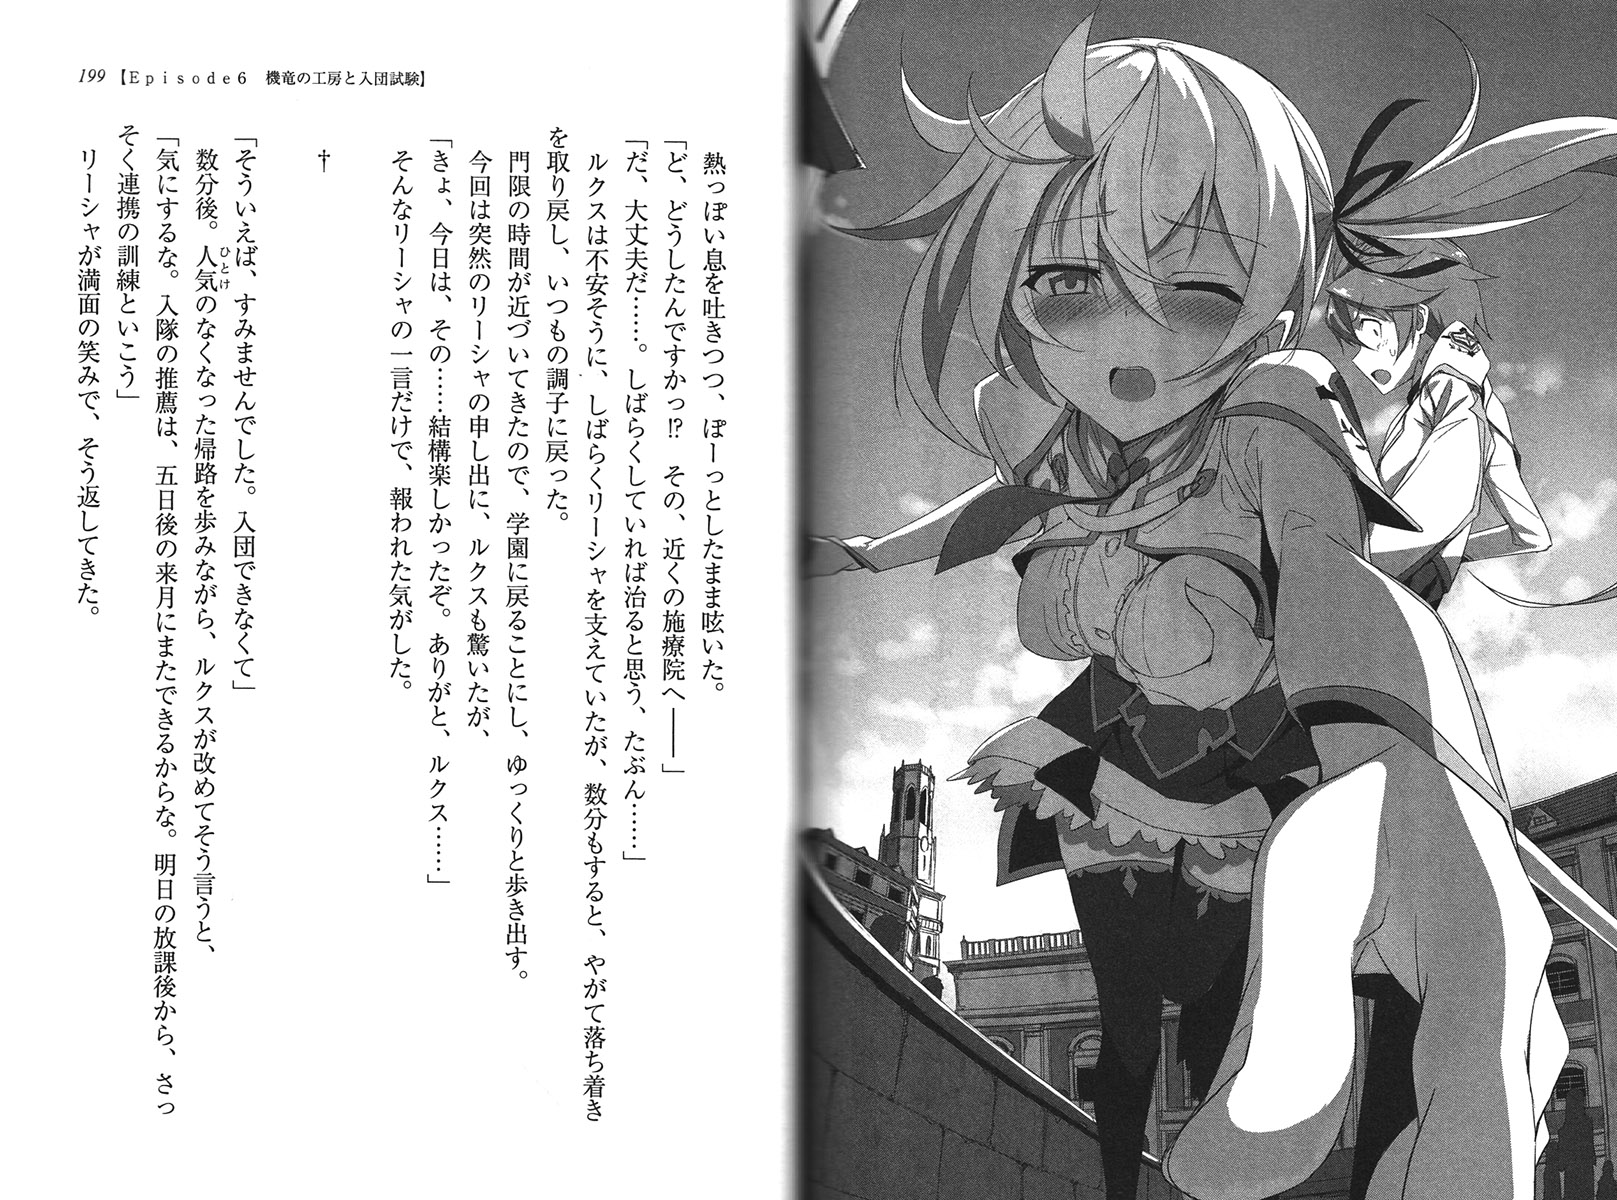 199【Episode6　機竜の工房と入団試験】
熱っぽい息を吐きつつ、ぽーっとしたまま呟いた。
「ど、どうしたんですかっ!?　その、近くの施療院へ――」
「だ、大丈夫だ……。しばらくしていれば治ると思う、たぶん……」
ルクスは不安そうに、しばらくリーシャを支えていたが、数分もすると、やがて落ち着き
を取り戻し、いつもの調子に戻った。
門限の時間が近づいてきたので、学園に戻ることにし、ゆっくりと歩き出す。
今回は突然のリーシャの申し出に、ルクスも驚いたが、
「きょ、今日は、その……結構楽しかったぞ。ありがと、ルクス……」
そんなリーシャの一言だけで、報われた気がした。
†
「そういえば、すみませんでした。入団できなくて」
数分後。人気のなくなった帰路を歩みながら、ルクスが改めてそう言うと、
ひとけ
「気にするな。入隊の推薦は、五日後の来月にまたできるからな。明日の放課後から、さっ
そく連携の訓練といこう」
リーシャが満面の笑みで、そう返してきた。